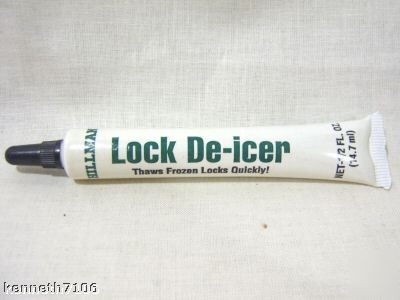 HILLMAN
Lock De-icer
Thaws Frozen Locks Quickly!
NET-1/2 FL. OZ.
(14.7 ml)
kenneth7106